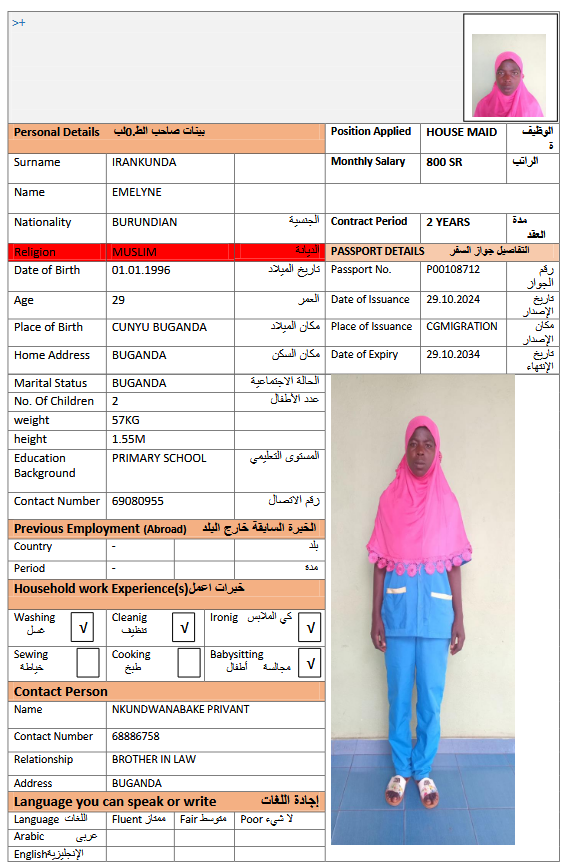 >+
Personal Details بينات صاحب الط.0لب
Position Applied HOUSE MAID الوظيفة
Surname IRANKUNDA
Monthly Salary 800 SR الراتب
Name EMELYNE
Nationality BURUNDIAN الجنسية
Contract Period 2 YEARS مدة العقد
Religion MUSLIM الديانة
PASSPORT DETAILS التفاصيل جواز السفر
Date of Birth 01.01.1996 تاريخ الميلاد
Passport No. P00108712 رقم الجواز
Age 29 العمر
Date of Issuance 29.10.2024 تاريخ الإصدار
Place of Birth CUNYU BUGANDA مكان الميلاد
Place of Issuance CGMIGRATION مكان الإصدار
Home Address BUGANDA مكان السكن
Date of Expiry 29.10.2034 تاريخ الإنتهاء
Marital Status BUGANDA الحالة الاجتماعية
No. Of Children 2 عدد الأطفال
weight 57KG
height 1.55M
Education Background PRIMARY SCHOOL المستوى التعليمي
Contact Number 69080955 رقم الاتصال
Previous Employment (Abroad) الخبرة السابقة خارج البلد
Country - بلد
Period - مدة
Household work Experience(s) خبرات اعمل
Washing غسل √
Cleanig تنظيف √
Ironig كي الملابس √
Sewing خياطة
Cooking طبخ
Babysitting مجالسة أطفال √
Contact Person
Name NKUNDWANABAKE PRIVANT
Contact Number 68886758
Relationship BROTHER IN LAW
Address BUGANDA
Language you can speak or write إجادة اللغات
Language اللغات Fluent ممتاز Fair متوسط Poor لا شيء
Arabic عربى
English الإنجليزية